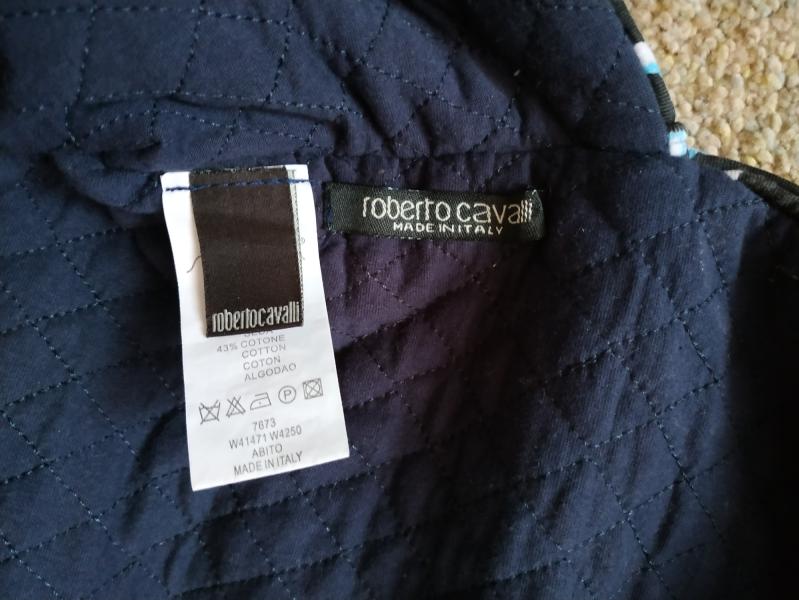 roberto cavalli
MADE IN ITALY
robertocavalli
43% COTONE
COTTON
COTON
ALGODAO
P
7673
W41471 W4250
ABITO
MADE IN ITALY